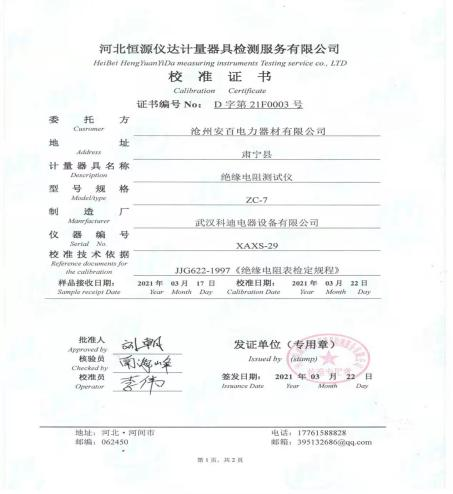 河北恒源仪达计量器具检测服务有限公司
HeiBei HengYuanYiDa measuring instruments Testing service co., LTD
校 准 证 书
Calibration Certificate
证书编号 No: D 字第 21F0003 号
委托方 沧州安百电力器材有限公司
Cusromer
地址 肃宁县
Address
计量器具名称 绝缘电阻测试仪
Description
型号规格 ZC-7
Model/type
制造厂 武汉科迪电器设备有限公司
Manrfacturer
仪器编号 XAXS-29
Serial No.
校准技术依据
Reference documents for
the calibration JJG622-1997《绝缘电阻表检定规程》
样品接收日期: 2021 年 03 月 17 日 校准日期: 2021 年 03 月 22 日
Sample receipt Date Year Month Day Calibration Date Year Month Day
批准人
Approved by
核验员
Checked by
校准员
Operator
发证单位（专用章）
Issued by (stamp)
签发日期: 2021 年 03 月 22 日
Issuance Date Year Month Day
地址: 河北·河间市 电话: 17761588828
邮编: 062450 邮箱: 395132686@qq.com
第 1 页, 共 2 页